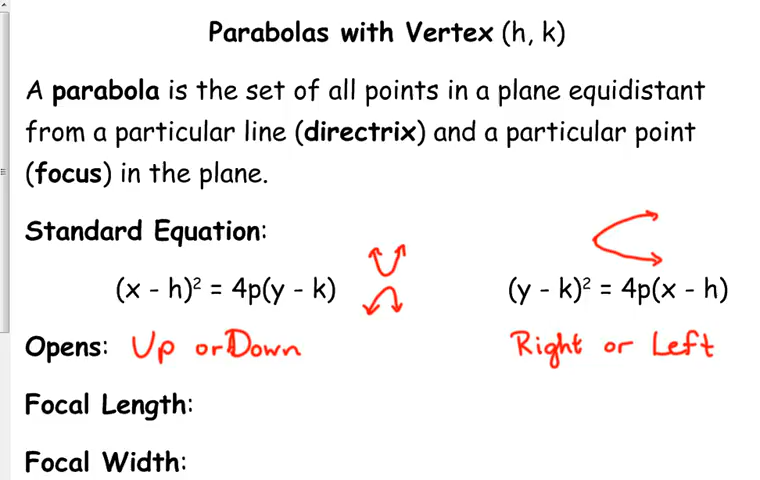 Parabolas with Vertex (h, k)
A parabola is the set of all points in a plane equidistant
from a particular line (directrix) and a particular point
(focus) in the plane.
Standard Equation:
(x - h)² = 4p(y - k) (y - k)² = 4p(x - h)
Opens: Up or Down Right or Left
Focal Length:
Focal Width: